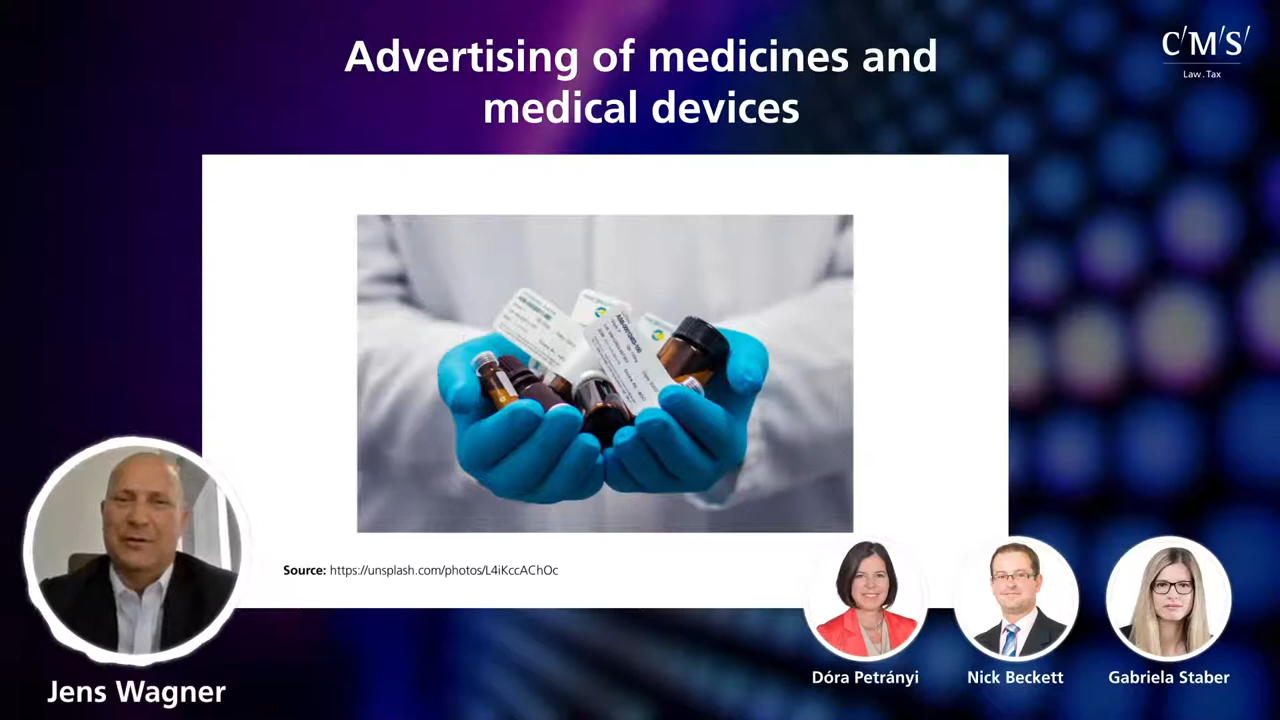 Advertising of medicines and
medical devices
C/M/S/
Law.Tax
Source: https://unsplash.com/photos/L4iKccAChOc
Jens Wagner
Dóra Petrányi
Nick Beckett
Gabriela Staber